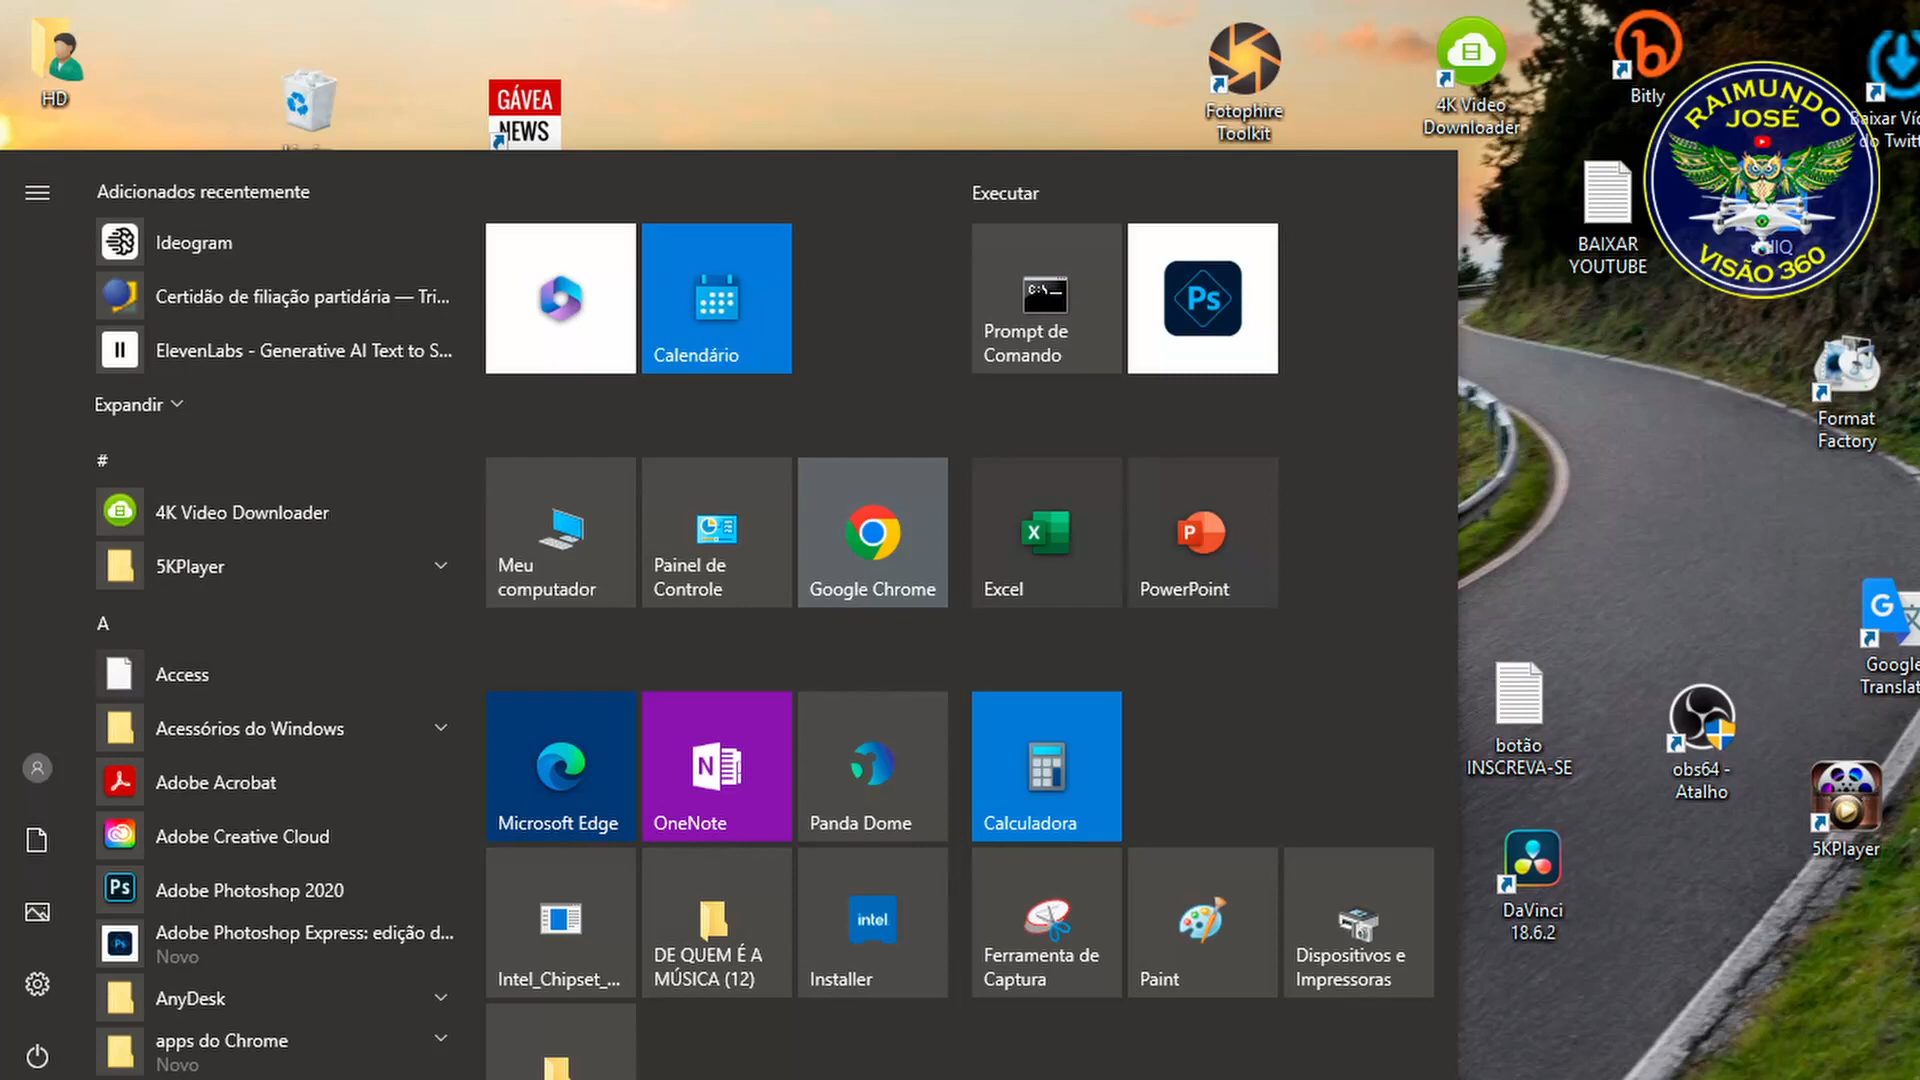 HD
GÁVEA
NEWS
Fotophire
Toolkit
4K Video
Downloader
Bitly
do Twitt
RAIMUNDO
JOSÉ
VISÃO 360
BAIXAR
YOUTUBE
Format
Factory
Google
Translat
botão
INSCREVA-SE
obs64 -
Atalho
5KPlayer
DaVinci
18.6.2
Adicionados recentemente
Ideogram
Certidão de filiação partidária — Tri...
ElevenLabs - Generative AI Text to S...
Expandir
#
4K Video Downloader
5KPlayer
A
Access
Acessórios do Windows
Adobe Acrobat
Adobe Creative Cloud
Adobe Photoshop 2020
Adobe Photoshop Express: edição d...
Novo
AnyDesk
apps do Chrome
Novo
Calendário
Executar
C:\
Prompt de
Comando
Ps
Meu
computador
Painel de
Controle
Google Chrome
Excel
PowerPoint
Microsoft Edge
OneNote
Panda Dome
Calculadora
Intel_Chipset_...
DE QUEM É A
MÚSICA (12)
intel
Installer
Ferramenta de
Captura
Paint
Dispositivos e
Impressoras